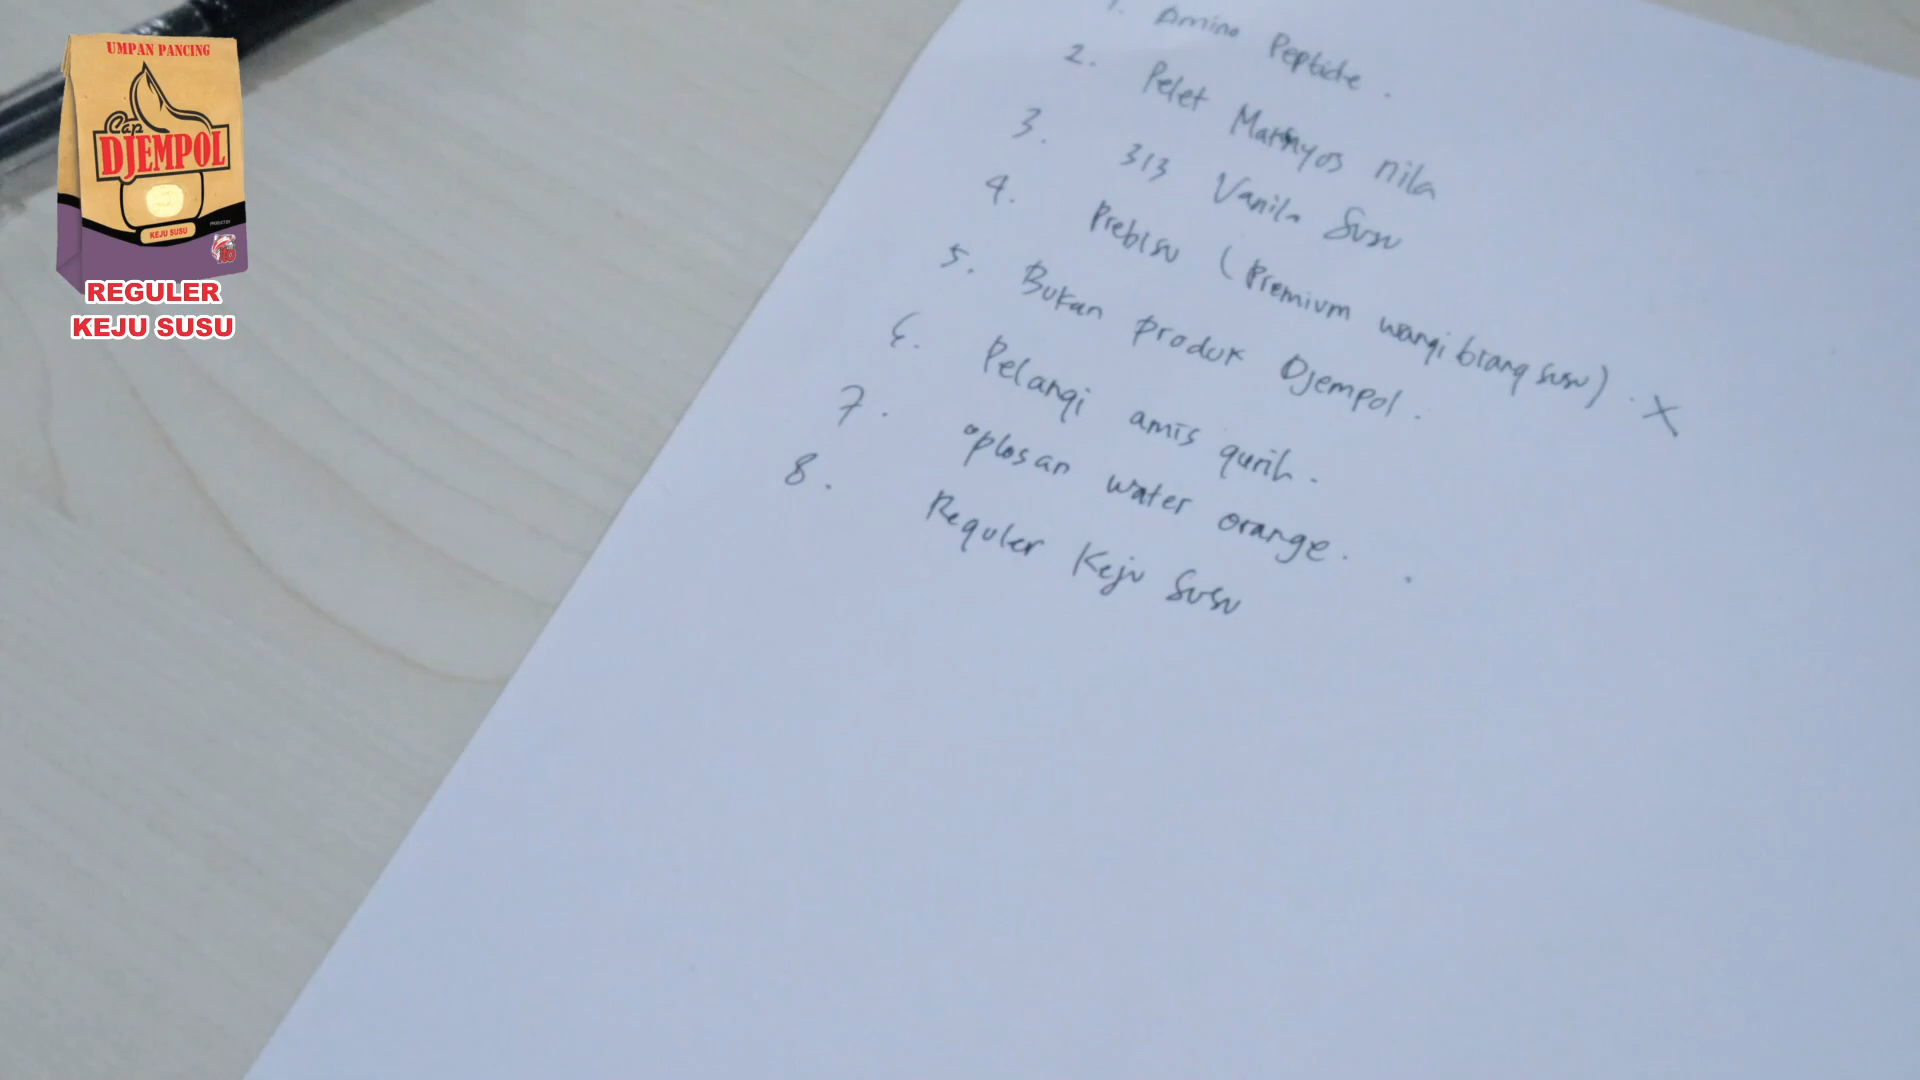 UMPAN PANCING
Cap
DJEMPOL
KEJU SUSU
REGULER
KEJU SUSU
1. Amino Peptide.
2. Pelet Marnyos nila
3. 313 Vanila Susu
4. Prebisu (Premium wangi biang susu). X
5. Bukan Produk Djempol.
6. Pelangi amis gurih.
7. oplosan water orange.
8. Reguler Keju Susu